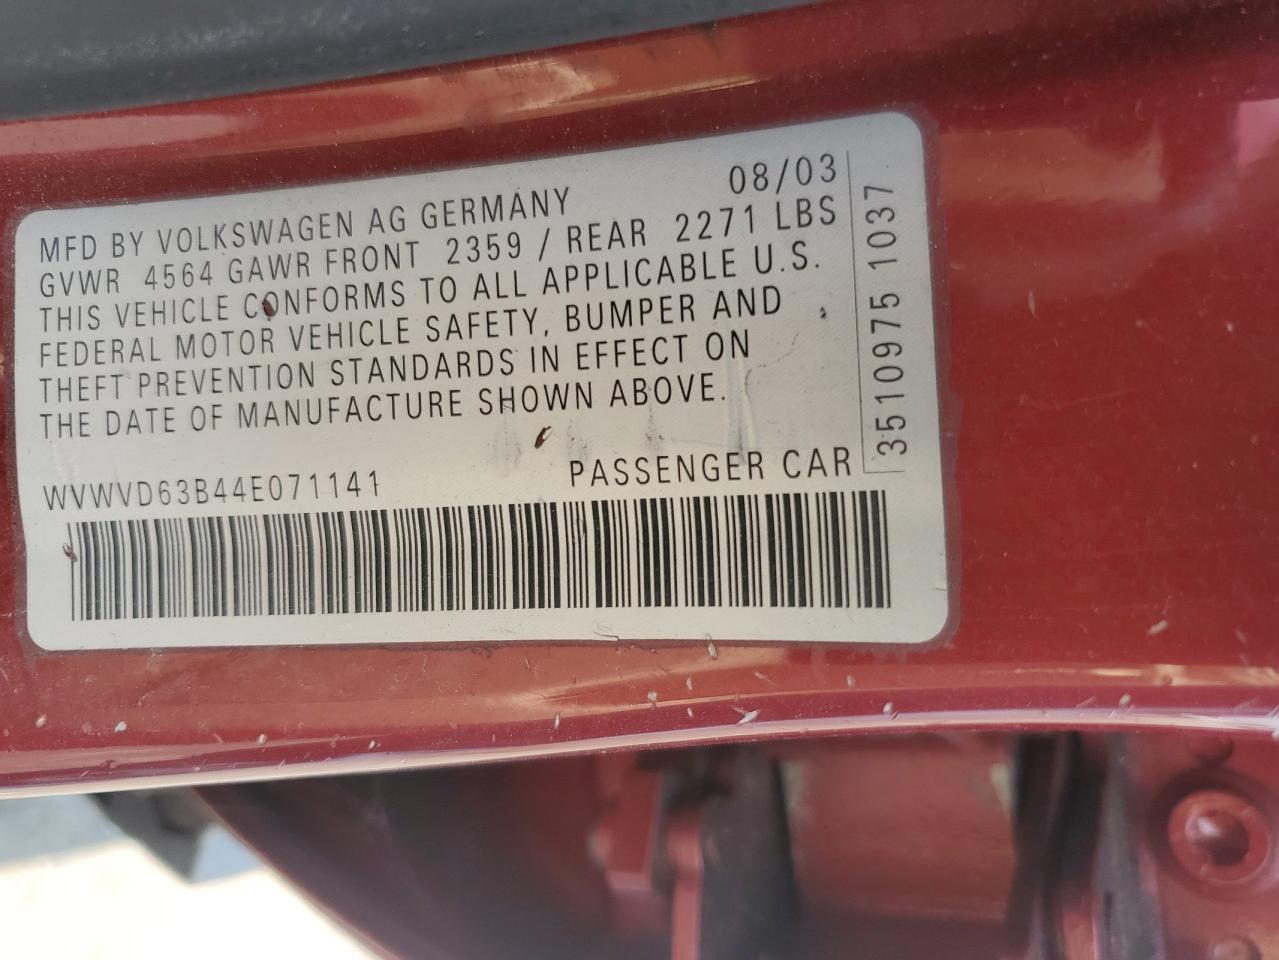 MFD BY VOLKSWAGEN AG GERMANY 08/03
GVWR 4564 GAWR FRONT 2359 / REAR 2271 LBS
THIS VEHICLE CONFORMS TO ALL APPLICABLE U.S.
FEDERAL MOTOR VEHICLE SAFETY, BUMPER AND
THEFT PREVENTION STANDARDS IN EFFECT ON
THE DATE OF MANUFACTURE SHOWN ABOVE.
WVWVD63B44E071141 PASSENGER CAR
35109975 1037